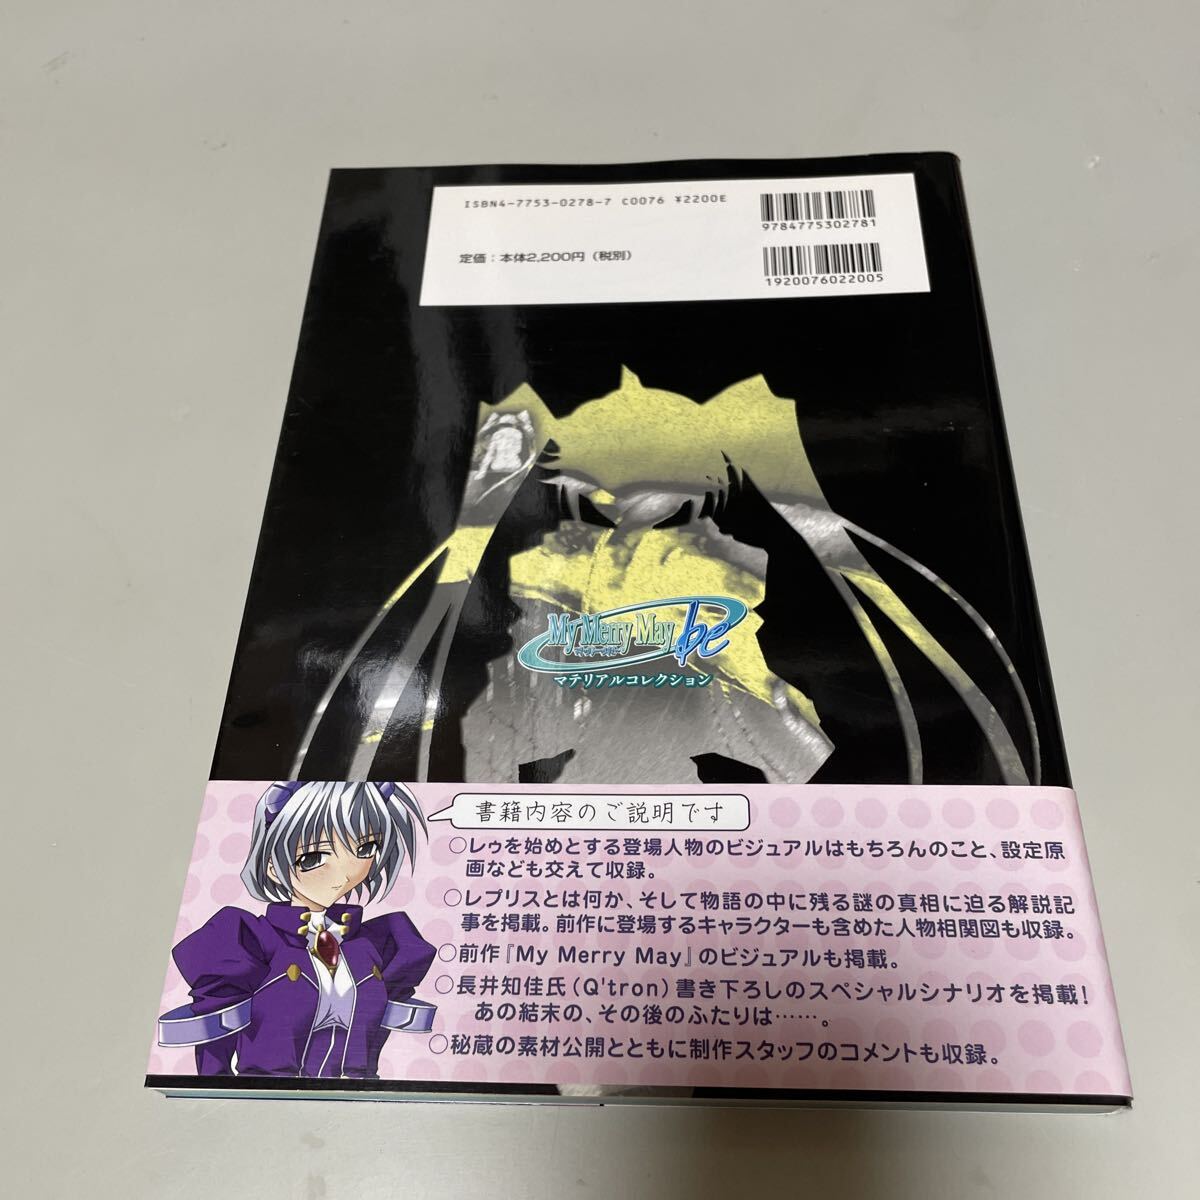 ISBN4-7753-0278-7 C0076 ¥2200E
定価:本体2,200円(税別)
9784775302781
1920076022005
My Merry May be
マテリアルコレクション
書籍内容のご説明です
○レゥを始めとする登場人物のビジュアルはもちろんのこと、設定原
画なども交えて収録。
○レプリスとは何か、そして物語の中に残る謎の真相に迫る解説記
事を掲載。前作に登場するキャラクターも含めた人物相関図も収録。
○前作『My Merry May』のビジュアルも掲載。
○長井知佳氏(Q'tron)書き下ろしのスペシャルシナリオを掲載!
あの結末の、その後のふたりは……。
○秘蔵の素材公開とともに制作スタッフのコメントも収録。